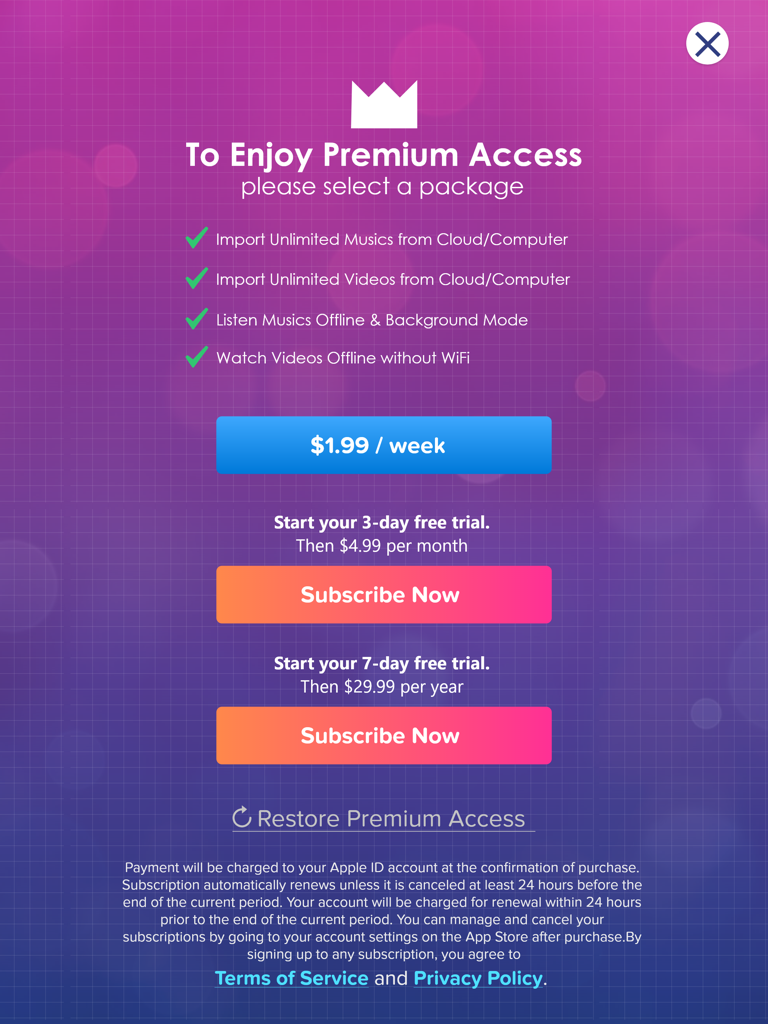 To Enjoy Premium Access
please select a package
Import Unlimited Musics from Cloud/Computer
Import Unlimited Videos from Cloud/Computer
Listen Musics Offline & Background Mode
Watch Videos Offline without WiFi
$1.99 / week
Start your 3-day free trial.
Then $4.99 per month
Subscribe Now
Start your 7-day free trial.
Then $29.99 per year
Subscribe Now
Restore Premium Access
Payment will be charged to your Apple ID account at the confirmation of purchase.
Subscription automatically renews unless it is canceled at least 24 hours before the
end of the current period. Your account will be charged for renewal within 24 hours
prior to the end of the current period. You can manage and cancel your
subscriptions by going to your account settings on the App Store after purchase.By
signing up to any subscription, you agree to
Terms of Service and Privacy Policy.